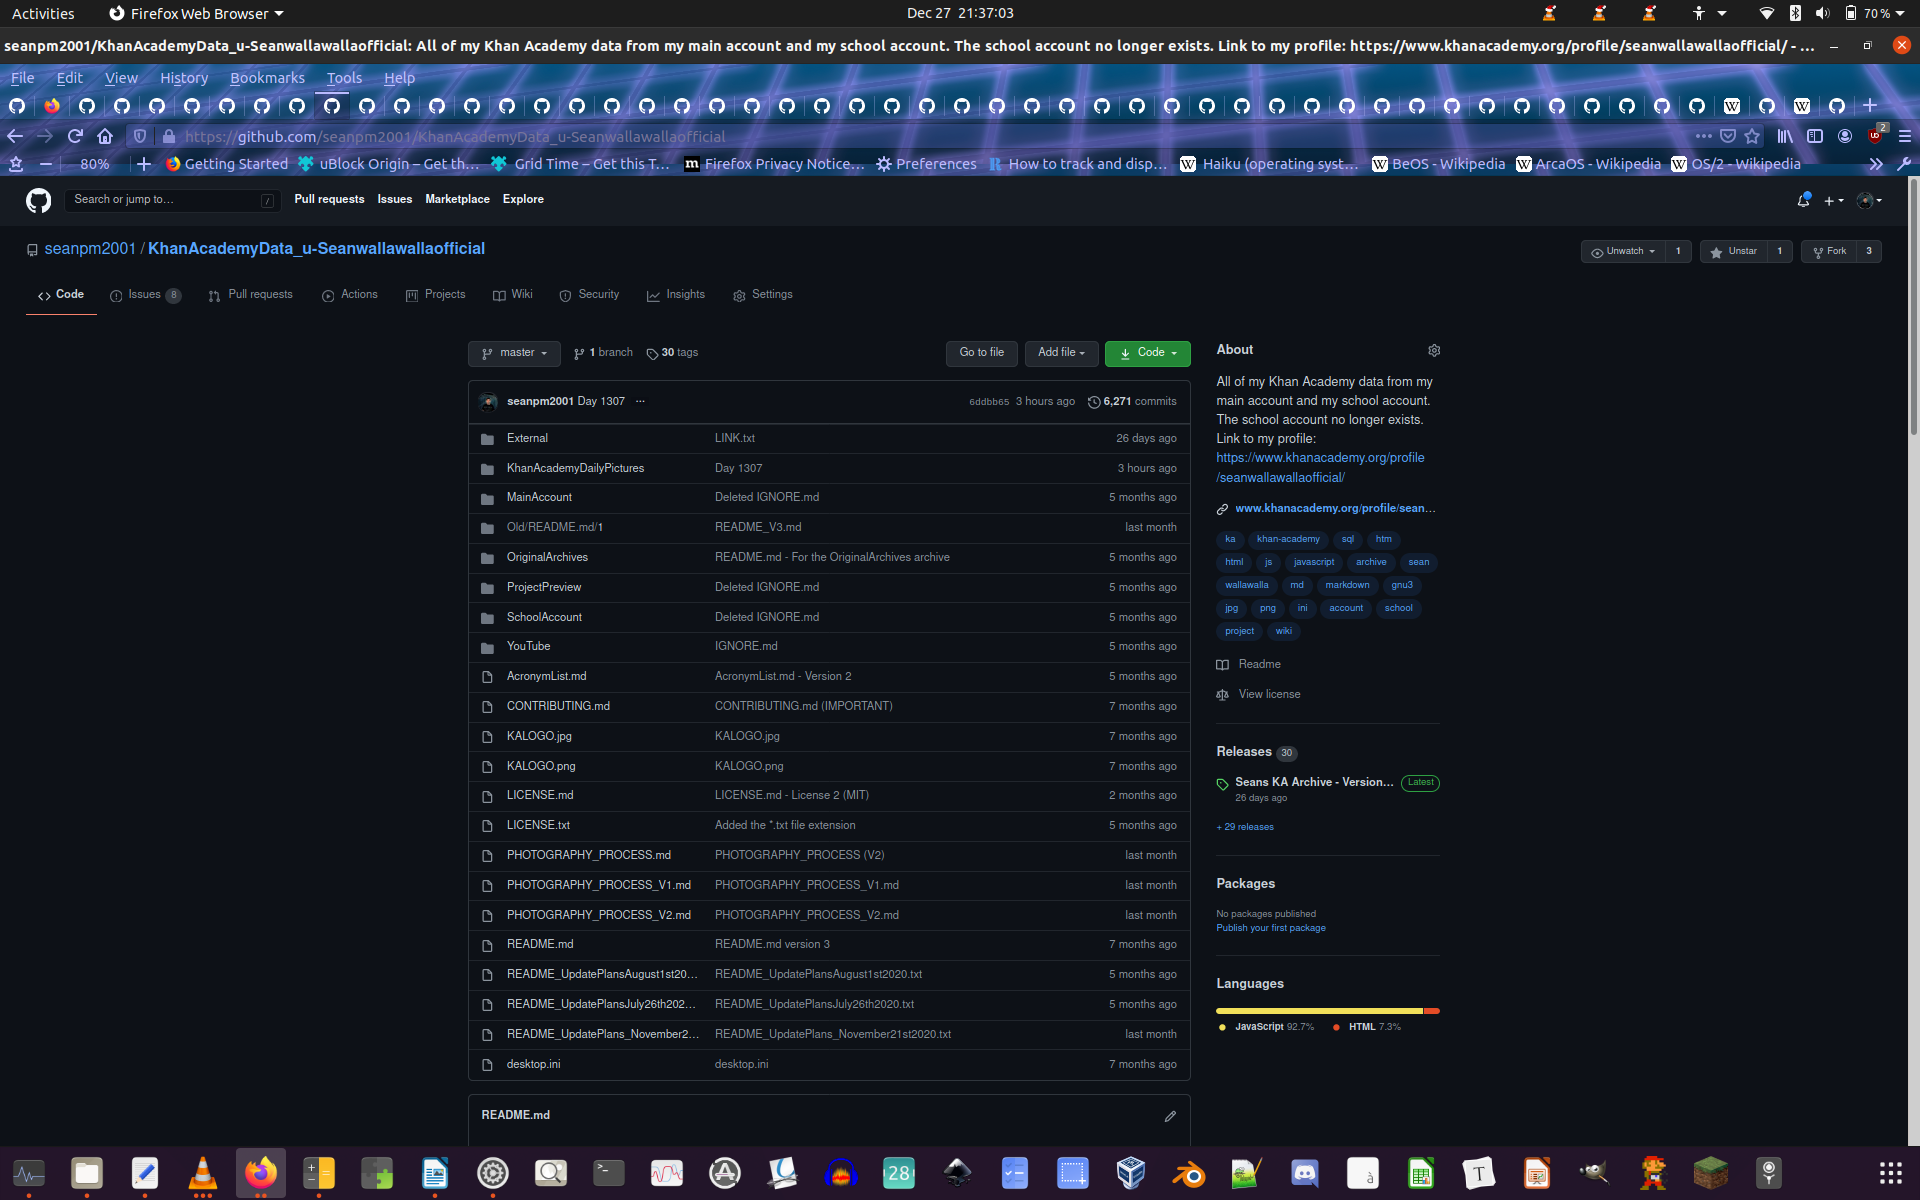 Activities Firefox Web Browser Dec 27 21:37:03 70%
seanpm2001/KhanAcademyData_u-Seanwallawallaofficial: All of my Khan Academy data from my main account and my school account. The school account no longer exists. Link to my profile: https://www.khanacademy.org/profile/seanwallawallaofficial/ - ...
File Edit View History Bookmarks Tools Help
https://github.com/seanpm2001/KhanAcademyData_u-Seanwallawallaofficial 2
80% Getting Started uBlock Origin – Get th… Grid Time – Get this T… Firefox Privacy Notice… Preferences How to track and disp… Haiku (operating syst… BeOS - Wikipedia ArcaOS - Wikipedia OS/2 - Wikipedia
Search or jump to… / Pull requests Issues Marketplace Explore
seanpm2001 / KhanAcademyData_u-Seanwallawallaofficial Unwatch 1 Unstar 1 Fork 3
Code Issues 8 Pull requests Actions Projects Wiki Security Insights Settings
master 1 branch 30 tags Go to file Add file Code
seanpm2001 Day 1307 ... 6ddbb65 3 hours ago 6,271 commits
External LINK.txt 26 days ago
KhanAcademyDailyPictures Day 1307 3 hours ago
MainAccount Deleted IGNORE.md 5 months ago
Old/README.md/1 README_V3.md last month
OriginalArchives README.md - For the OriginalArchives archive 5 months ago
ProjectPreview Deleted IGNORE.md 5 months ago
SchoolAccount Deleted IGNORE.md 5 months ago
YouTube IGNORE.md 5 months ago
AcronymList.md AcronymList.md - Version 2 5 months ago
CONTRIBUTING.md CONTRIBUTING.md (IMPORTANT) 7 months ago
KALOGO.jpg KALOGO.jpg 7 months ago
KALOGO.png KALOGO.png 7 months ago
LICENSE.md LICENSE.md - License 2 (MIT) 2 months ago
LICENSE.txt Added the *.txt file extension 5 months ago
PHOTOGRAPHY_PROCESS.md PHOTOGRAPHY_PROCESS (V2) last month
PHOTOGRAPHY_PROCESS_V1.md PHOTOGRAPHY_PROCESS_V1.md last month
PHOTOGRAPHY_PROCESS_V2.md PHOTOGRAPHY_PROCESS_V2.md last month
README.md README.md version 3 7 months ago
README_UpdatePlansAugust1st20… README_UpdatePlansAugust1st2020.txt 5 months ago
README_UpdatePlansJuly26th202… README_UpdatePlansJuly26th2020.txt 5 months ago
README_UpdatePlans_November2… README_UpdatePlans_November21st2020.txt last month
desktop.ini desktop.ini 7 months ago
README.md
About
All of my Khan Academy data from my
main account and my school account.
The school account no longer exists.
Link to my profile:
https://www.khanacademy.org/profile
/seanwallawallaofficial/
www.khanacademy.org/profile/sean…
ka khan-academy sql htm
html js javascript archive sean
wallawalla md markdown gnu3
jpg png ini account school
project wiki
Readme
View license
Releases 30
Seans KA Archive - Version… Latest
26 days ago
+ 29 releases
Packages
No packages published
Publish your first package
Languages
JavaScript 92.7% HTML 7.3%
28